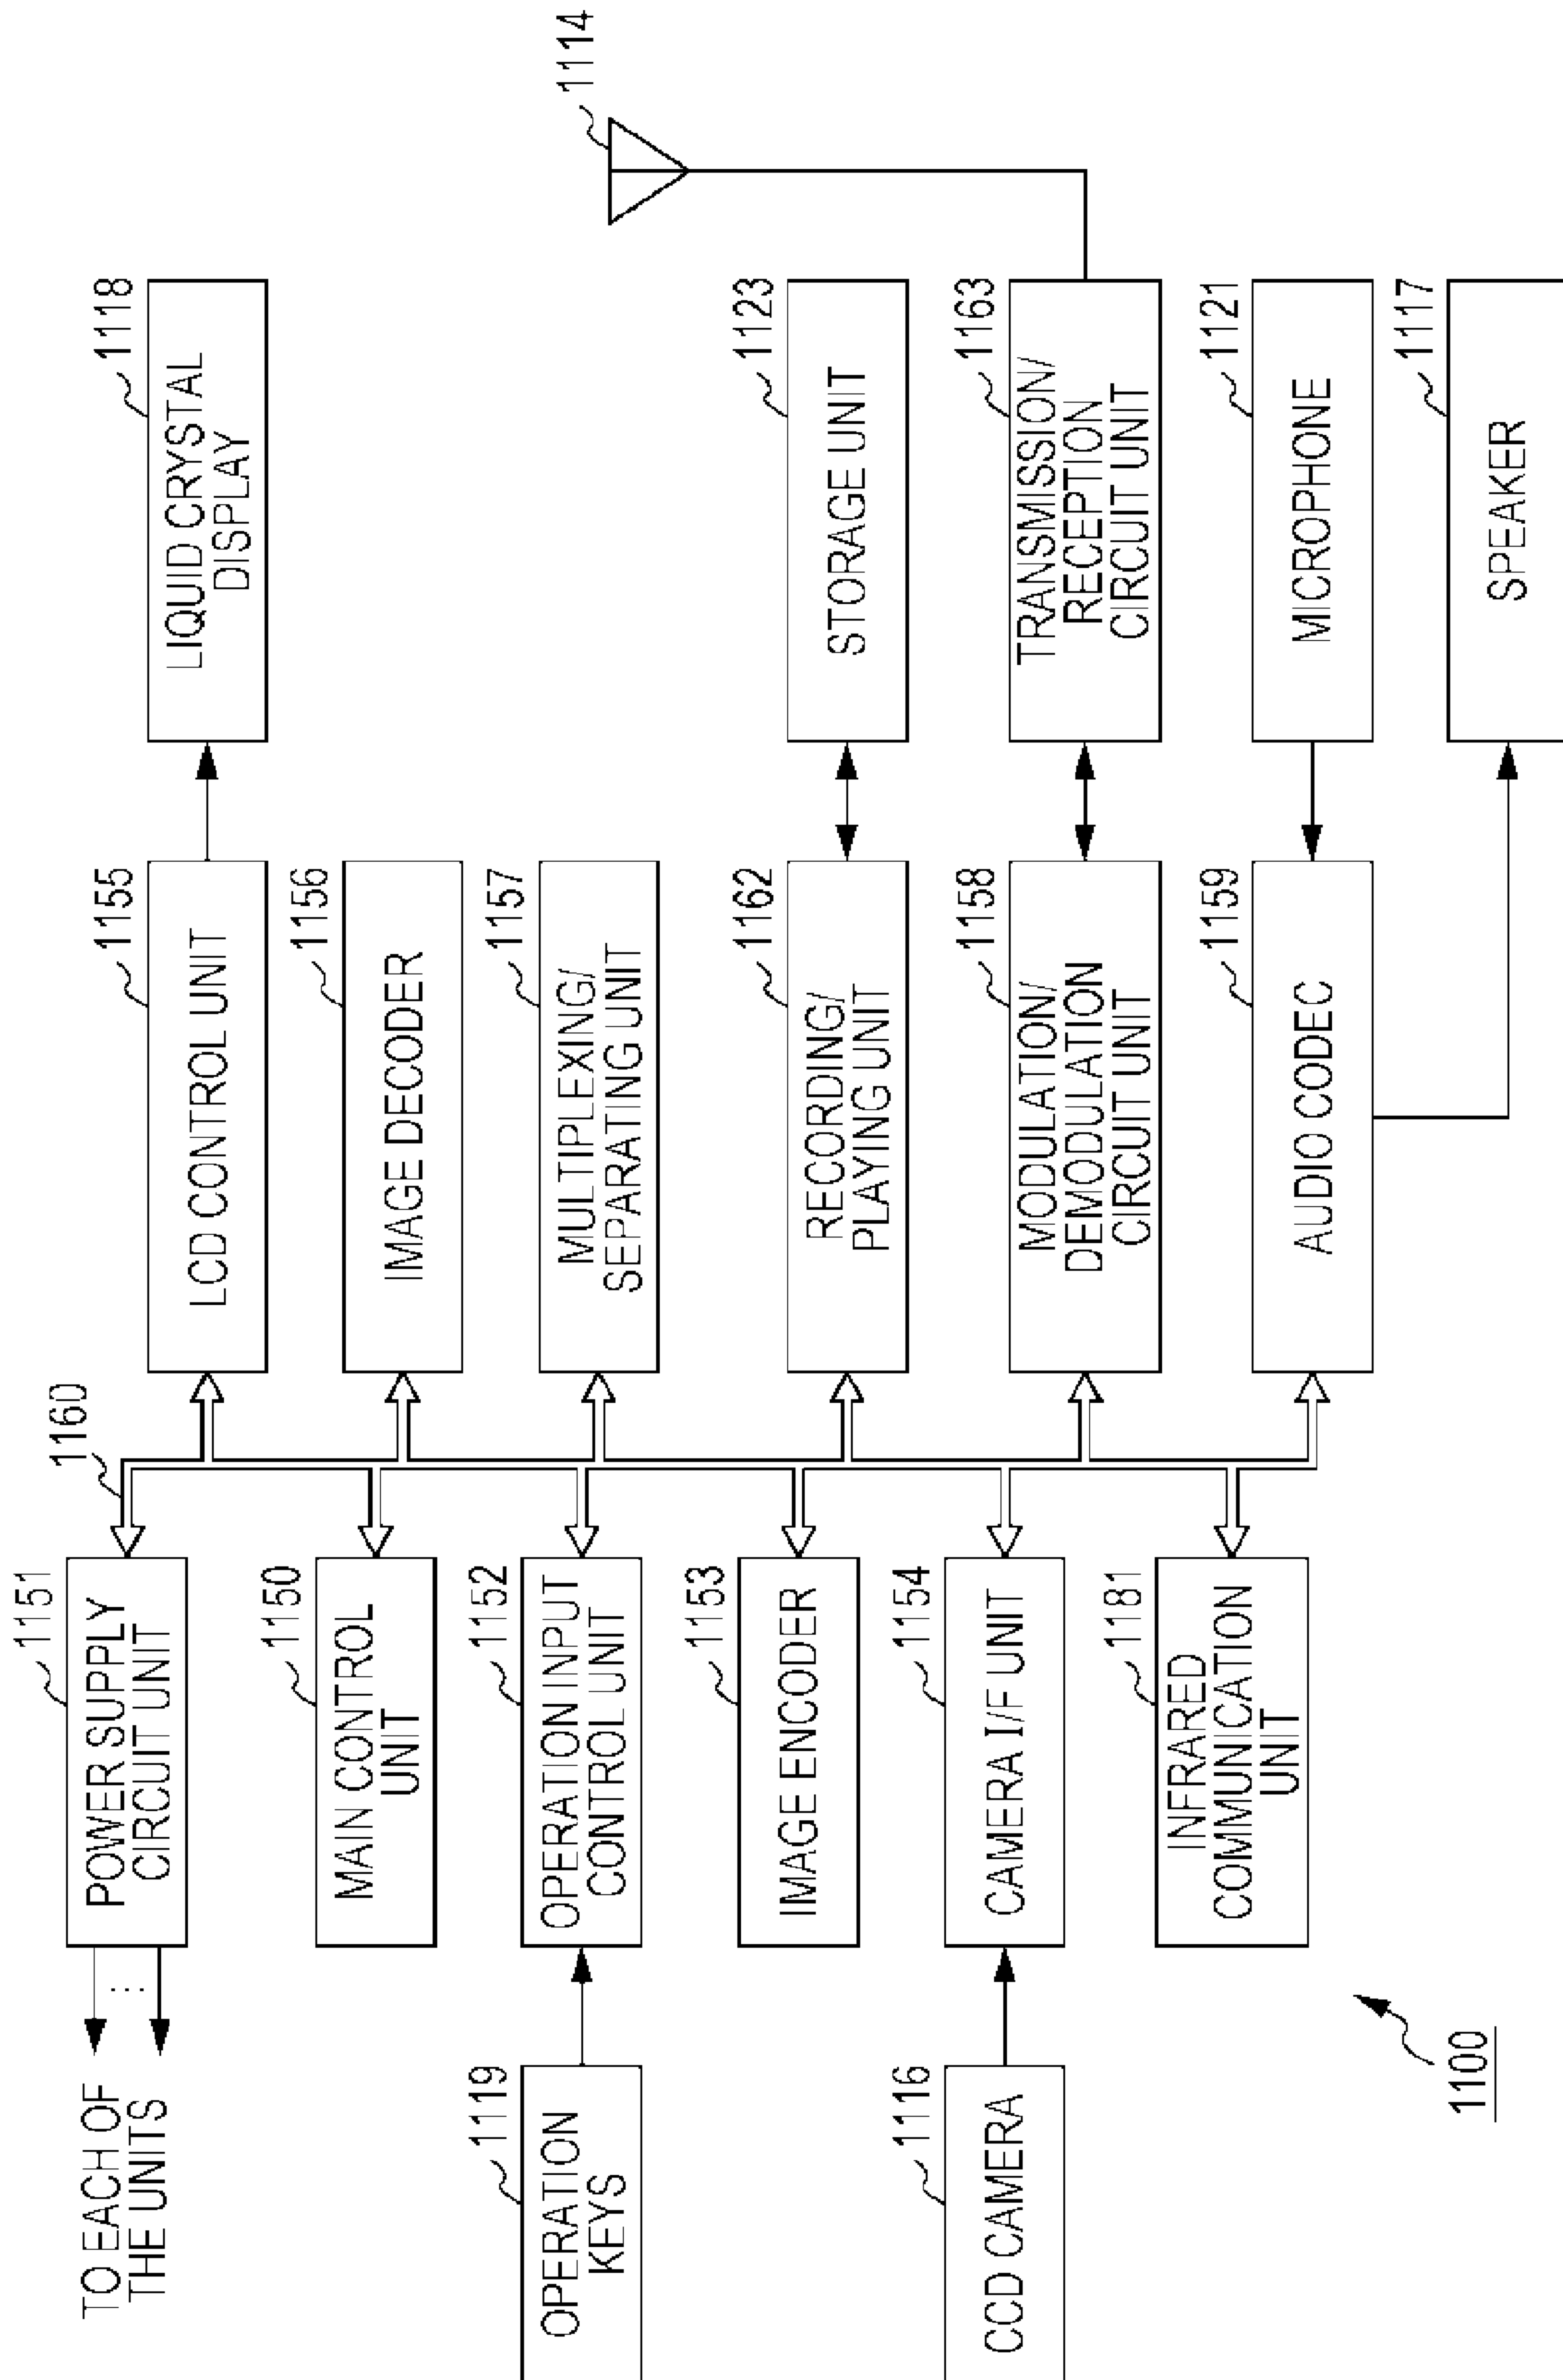 1151
POWER SUPPLY
CIRCUIT UNIT
TO EACH OF
THE UNITS
1160
1155
LCD CONTROL UNIT
1118
LIQUID CRYSTAL
DISPLAY
1150
MAIN CONTROL
UNIT
1156
IMAGE DECODER
1119
OPERATION
KEYS
1152
OPERATION INPUT
CONTROL UNIT
1157
MULTIPLEXING/
SEPARATING UNIT
1114
1153
IMAGE ENCODER
1162
RECORDING/
PLAYING UNIT
1123
STORAGE UNIT
1116
CCD CAMERA
1154
CAMERA I/F UNIT
1158
MODULATION/
DEMODULATION
CIRCUIT UNIT
1163
TRANSMISSION/
RECEPTION
CIRCUIT UNIT
1181
INFRARED
COMMUNICATION
UNIT
1159
AUDIO CODEC
1121
MICROPHONE
1117
SPEAKER
1100